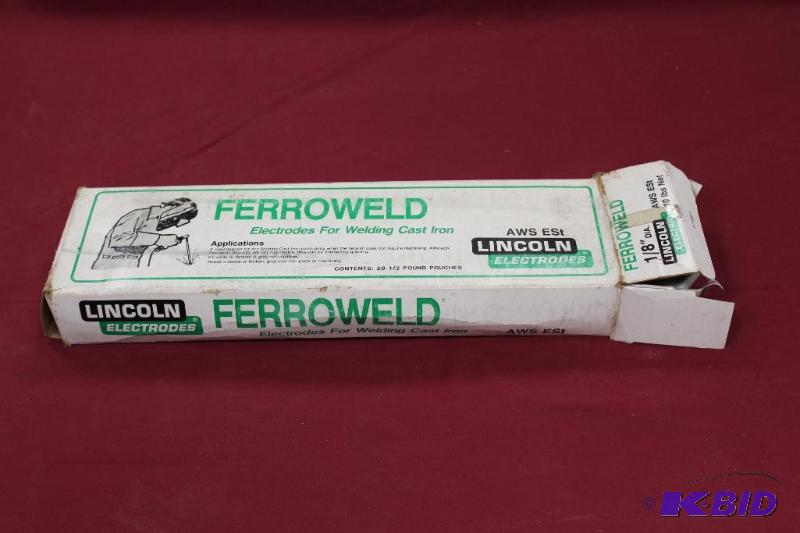 FERROWELD®
Electrodes For Welding Cast Iron
AWS ESt
Applications
LINCOLN
ELECTRODES®
CONTENTS: 20 1/2 POUND POUCHES
FERROWELD
1/8" DIA.
AWS ESt
10 lbs Net
LINCOLN
ELECTRODES
LINCOLN
ELECTRODES®
FERROWELD®
Electrodes For Welding Cast Iron
AWS ESt
© K-BID